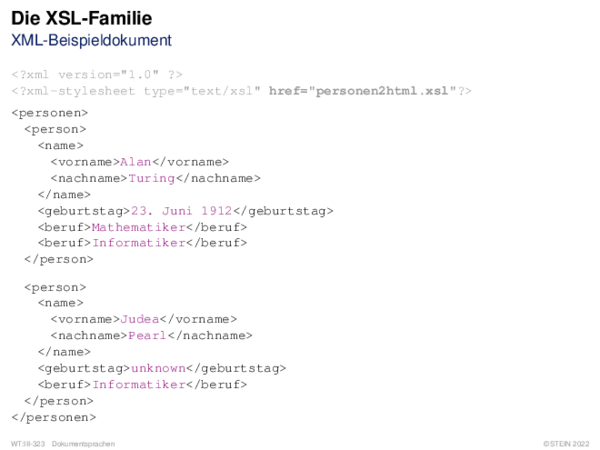 Die XSL-Familie
XML-Beispieldokument
<?xml version="1.0" ?>
<?xml-stylesheet type="text/xsl" href="personen2html.xsl"?>
<personen>
<person>
<name>
<vorname>Alan</vorname>
<nachname>Turing</nachname>
</name>
<geburtstag>23. Juni 1912</geburtstag>
<beruf>Mathematiker</beruf>
<beruf>Informatiker</beruf>
</person>
<person>
<name>
<vorname>Judea</vorname>
<nachname>Pearl</nachname>
</name>
<geburtstag>unknown</geburtstag>
<beruf>Informatiker</beruf>
</person>
</personen>
WT:III-323 Dokumentsprachen
©STEIN 2022